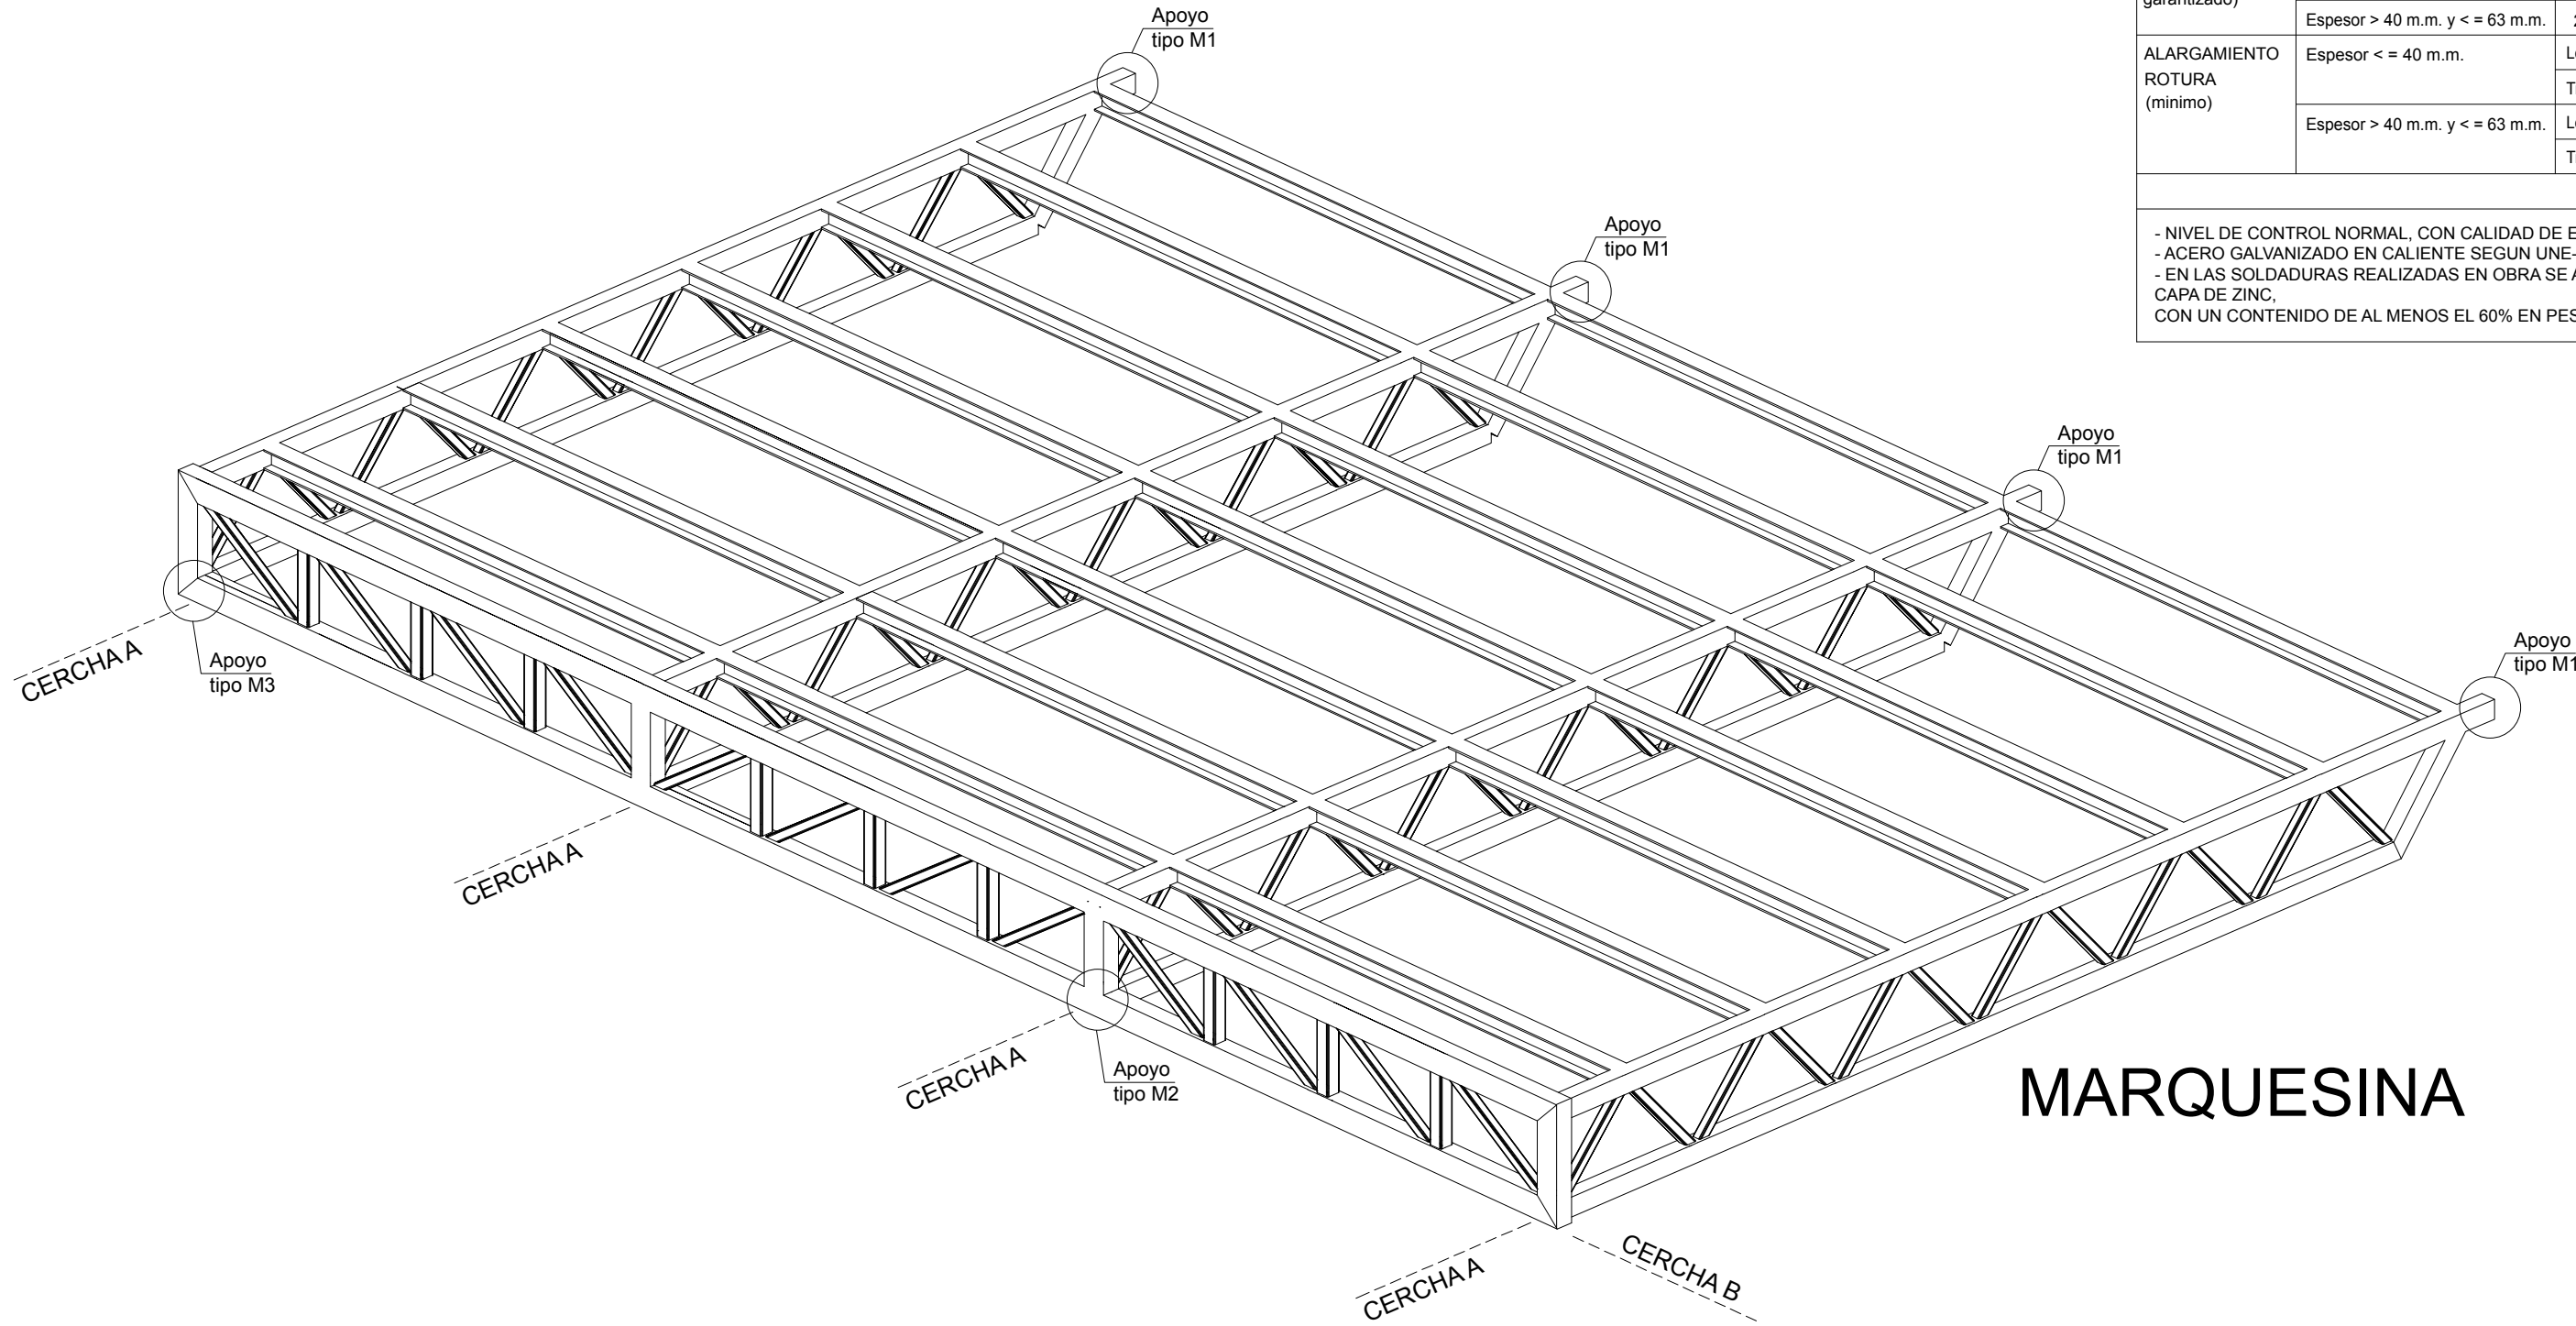 Apoyo
tipo M1
Apoyo
tipo M1
Apoyo
tipo M1
Apoyo
tipo M1
Apoyo
tipo M3
Apoyo
tipo M2
CERCHA A
CERCHA A
CERCHA A
CERCHA A
CERCHA B
MARQUESINA
garantizado)
Espesor > 40 m.m. y < = 63 m.m.
ALARGAMIENTO
ROTURA
(minimo)
Espesor < = 40 m.m.
Espesor > 40 m.m. y < = 63 m.m.
- NIVEL DE CONTROL NORMAL, CON CALIDAD DE
- ACERO GALVANIZADO EN CALIENTE SEGUN UNE-
- EN LAS SOLDADURAS REALIZADAS EN OBRA SE
CAPA DE ZINC,
CON UN CONTENIDO DE AL MENOS EL 60% EN